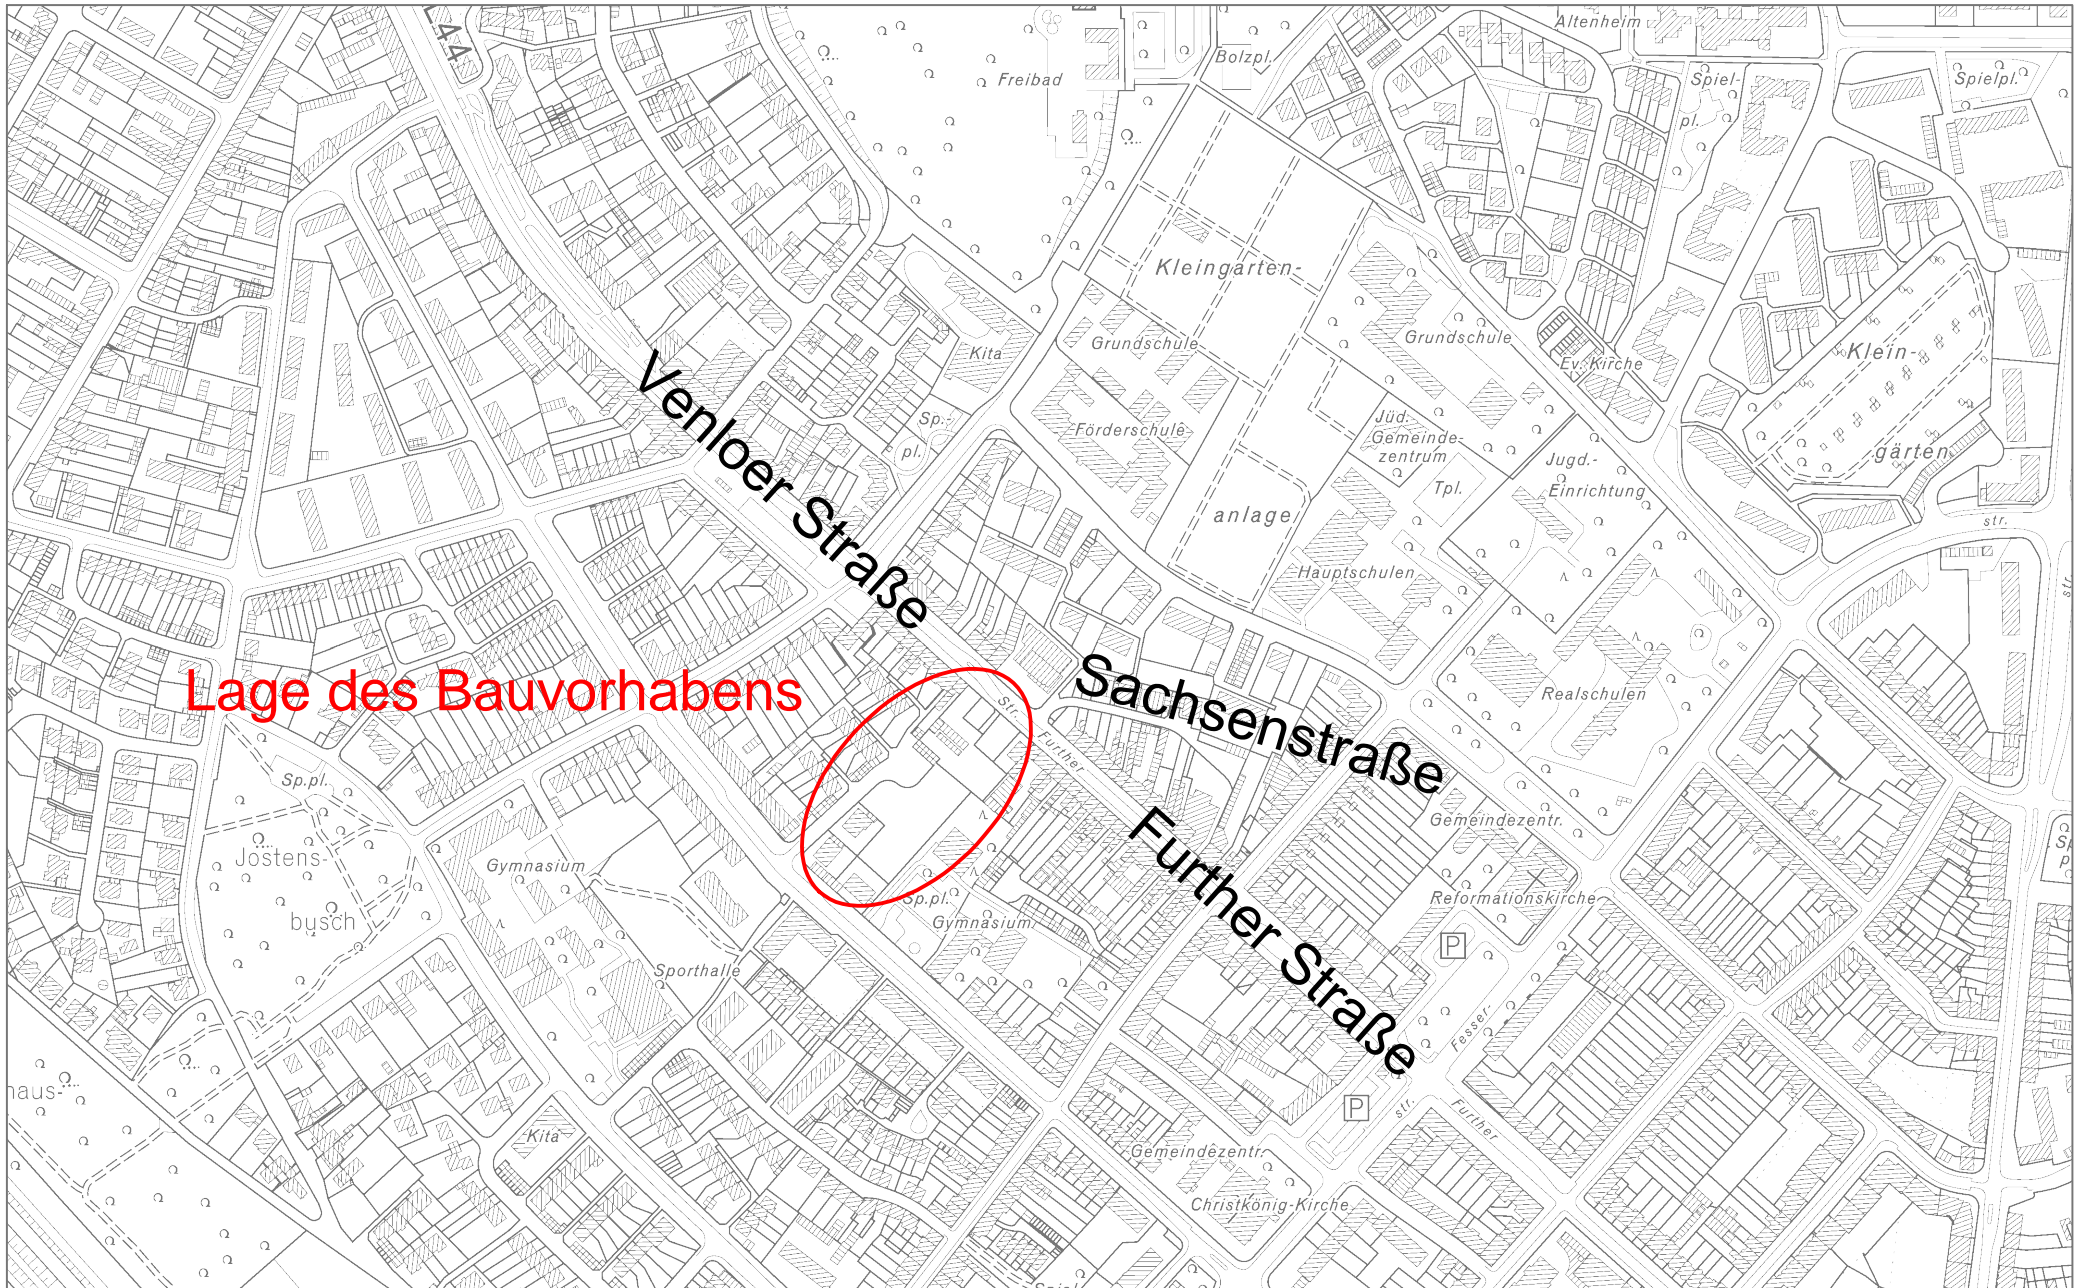 L44
Altenheim
Bolzpl.
Freibad
Spiel-
pl.
Spielpl.
Kleingarten-
anlage
Grundschule
Grundschule
Kita
Ev. Kirche
Klein-
gärten
Venloer Straße
Sp.-
pl.
Förderschule
Jüd.
Gemeinde-
zentrum
Jugd.-
Einrichtung
Tpl.
str.
Hauptschulen
str.
Lage des Bauvorhabens
Sachsenstraße
Realschulen
Str.
Further
Sp.pl.
Further Straße
Gemeindezentr.
Jostens-
busch
Gymnasium
Sp.pl.
Gymnasium
Reformationskirche
P
Sporthalle
Fesser-
str.
P
Further
haus-
Kita
Gemeindezentr.
Christkönig-Kirche